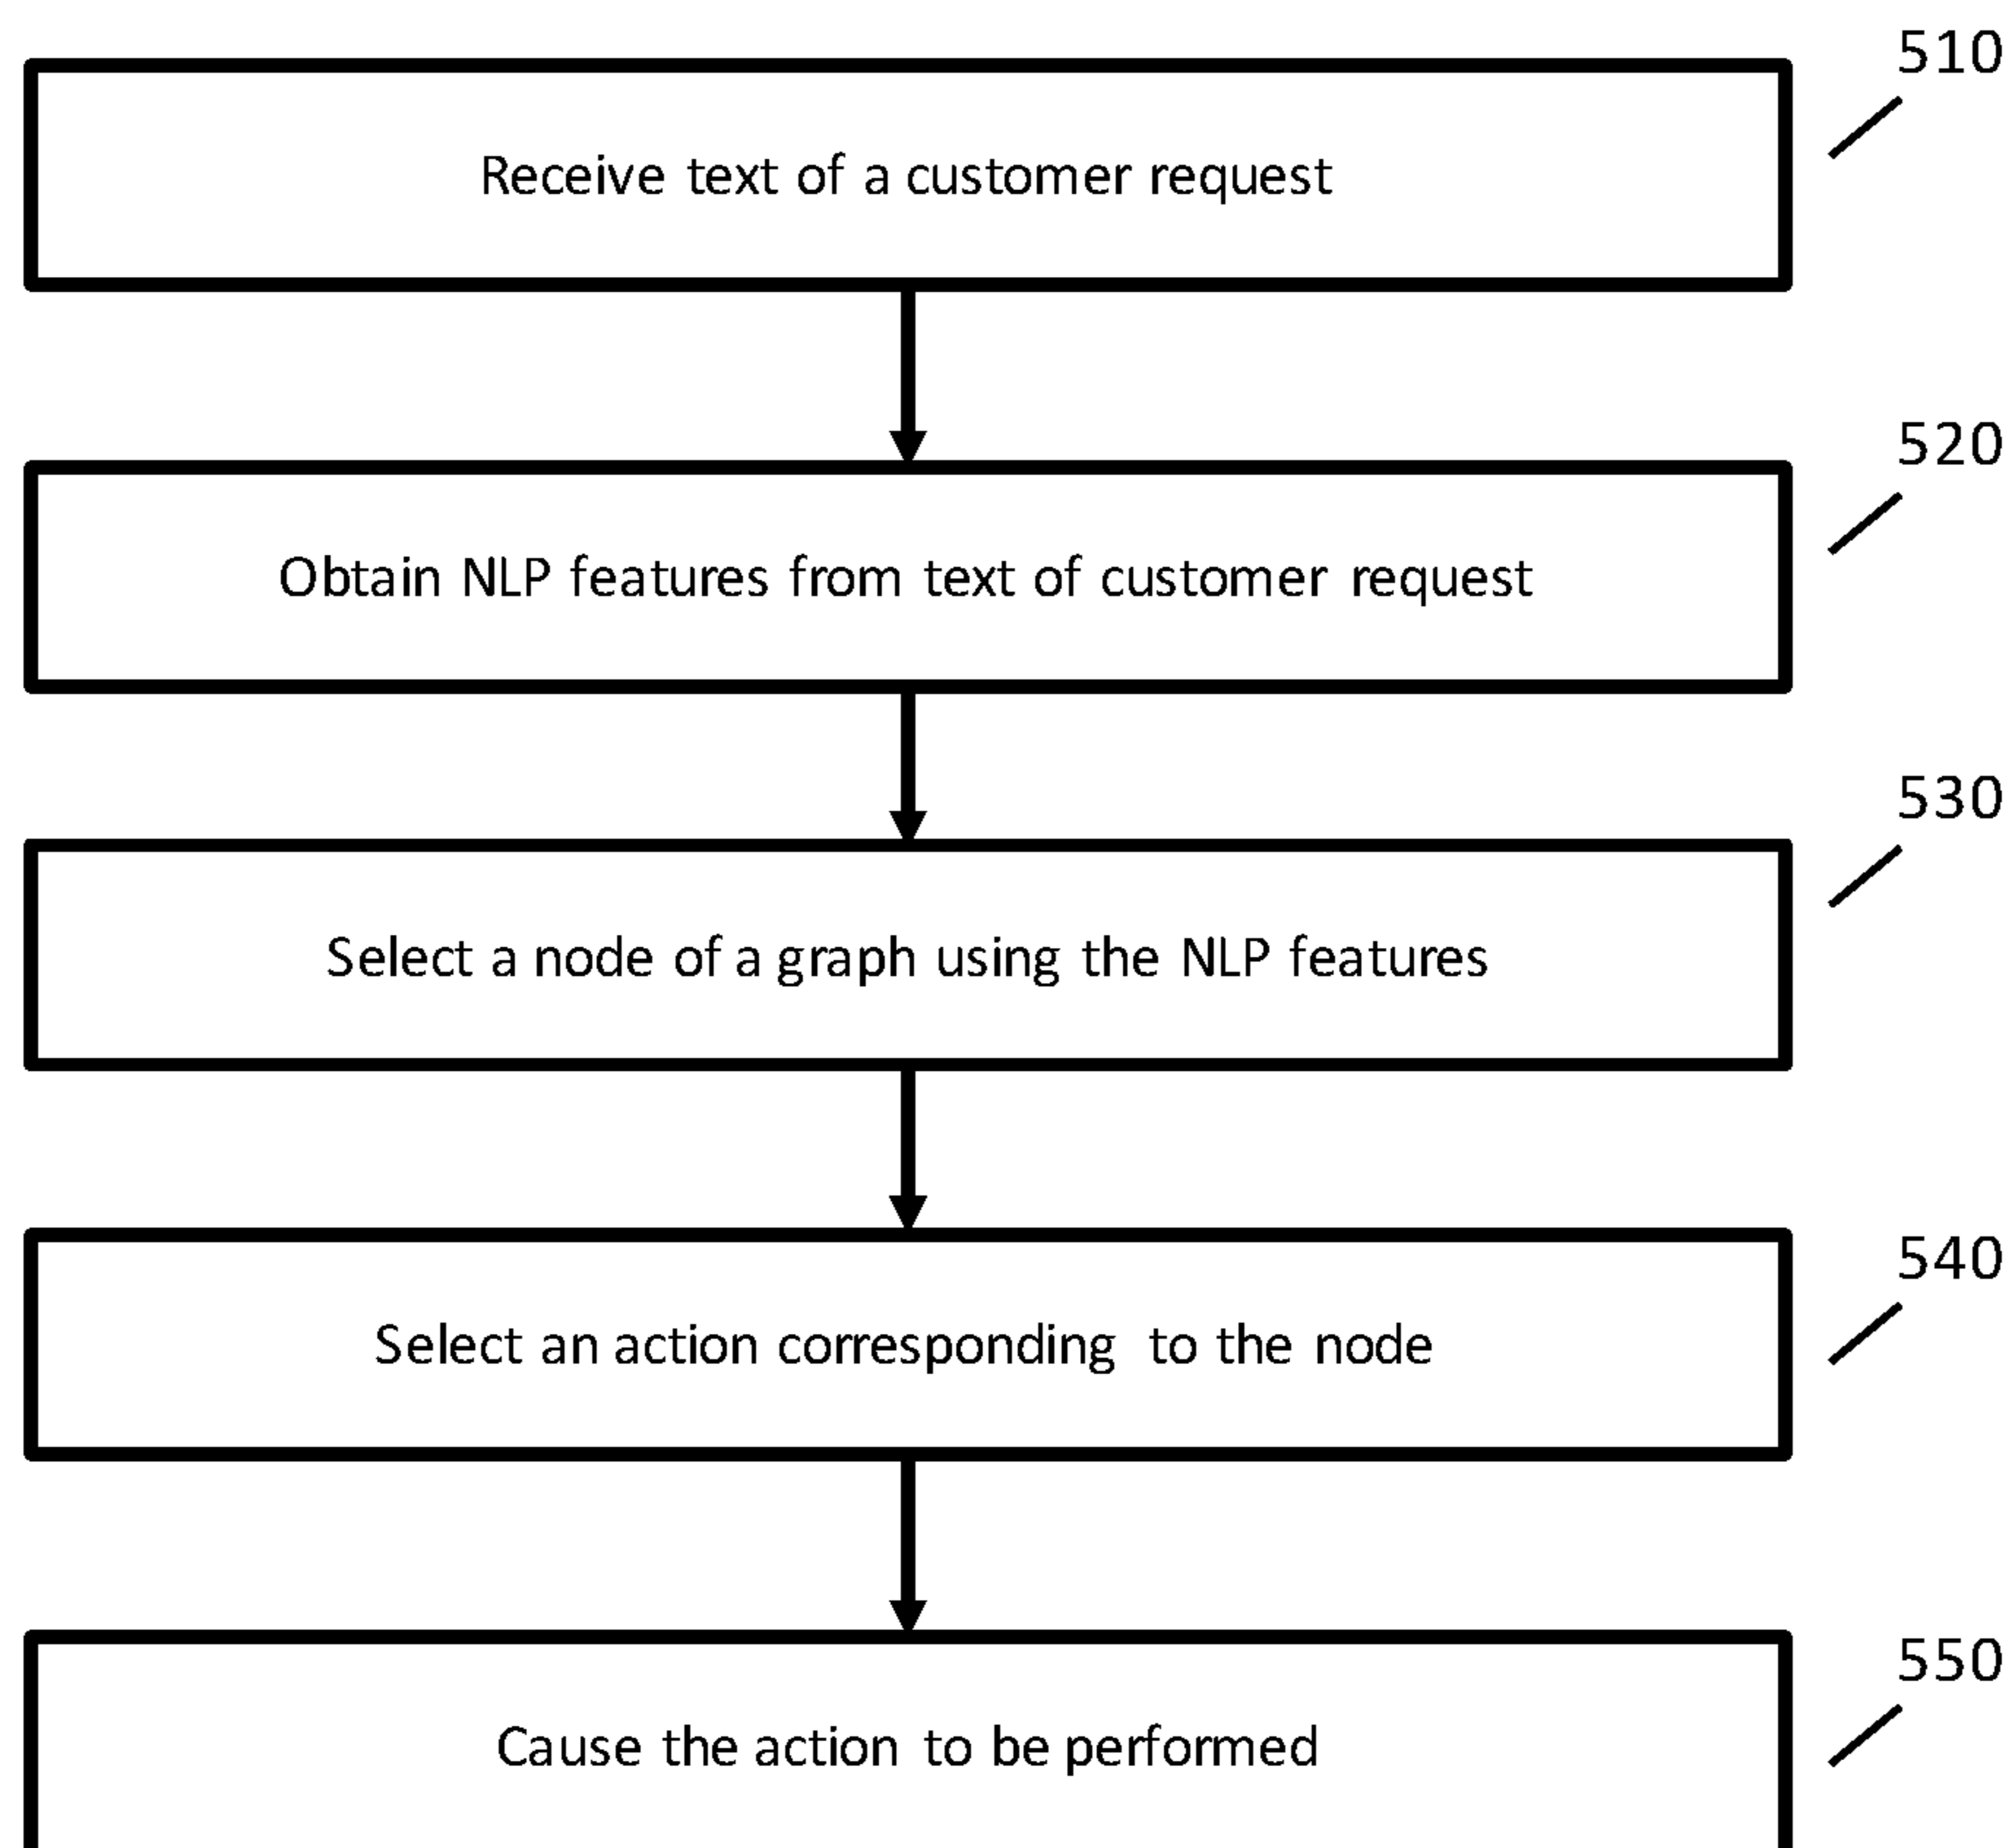 510
Receive text of a customer request
520
Obtain NLP features from text of customer request
530
Select a node of a graph using the NLP features
540
Select an action corresponding to the node
550
Cause the action to be performed